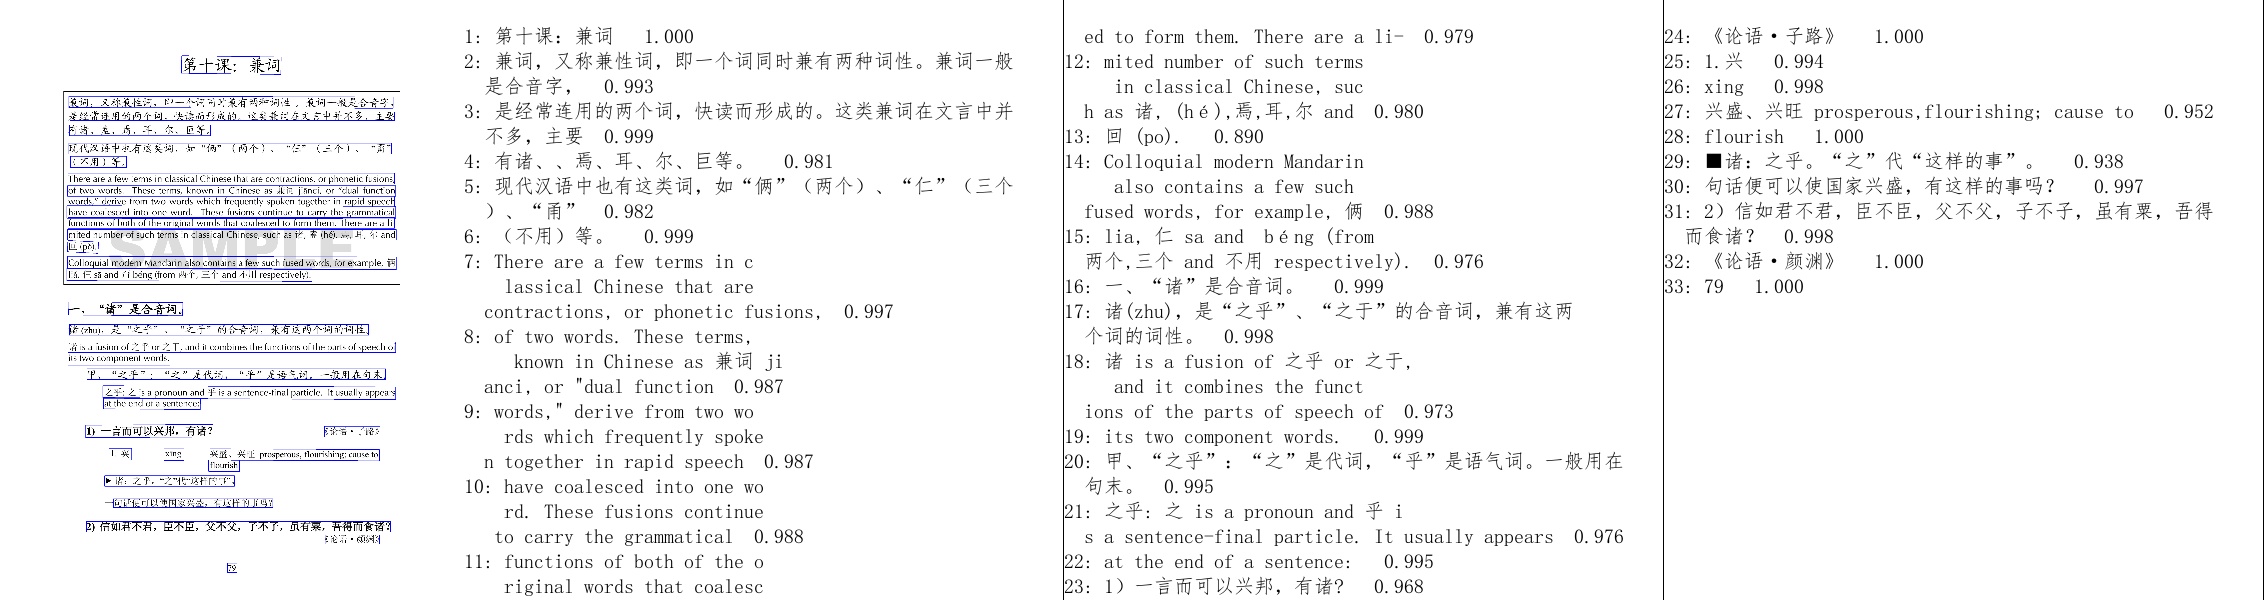 第十课：兼词
兼词，又称兼性词，即一个词同时兼有两种词性。兼词一般是合音字，
是经常连用的两个词，快读而形成的。这类兼词在文言中并不多，主要
有诸、盍、焉、耳、尔、叵等。
现代汉语中也有这类词，如“俩”（两个）、“仨”（三个）、“甭”
（不用）等。
There are a few terms in classical Chinese that are contractions, or phonetic fusions,
of two words. These terms, known in Chinese as 兼词 jiānci, or "dual function
words," derive from two words which frequently spoken together in rapid speech
have coalesced into one word. These fusions continue to carry the grammatical
functions of both of the original words that coalesced to form them. There are a li-
mited number of such terms in classical Chinese, such as 诸, 盍 (hé), 焉, 耳, 尔 and
叵 (pǒ).
SAMPLE
Colloquial modern Mandarin also contains a few such fused words, for example, 俩
liǎ, 仨 sā and 甭 béng (from 两个, 三个 and 不用 respectively).
一、“诸”是合音词。
诸(zhu)，是“之乎”、“之于”的合音词，兼有这两个词的词性。
诸 is a fusion of 之乎 or 之于, and it combines the functions of the parts of speech of
its two component words.
甲、“之乎”：“之”是代词，“乎”是语气词。一般用在句末。
之乎: 之 is a pronoun and 乎 is a sentence-final particle. It usually appears
at the end of a sentence:
1) 一言而可以兴邦，有诸？ 《论语·子路》
1. 兴 xing 兴盛、兴旺 prosperous, flourishing; cause to
flourish
▶ 诸：之乎。“之”代“这样的事”。
一句话便可以使国家兴盛，有这样的事吗？
2) 信如君不君，臣不臣，父不父，子不子，虽有粟，吾得而食诸？
《论语·颜渊》
79
1: 第十课：兼词 1.000
2: 兼词，又称兼性词，即一个词同时兼有两种词性。兼词一般
是合音字， 0.993
3: 是经常连用的两个词，快读而形成的。这类兼词在文言中并
不多，主要 0.999
4: 有诸、、焉、耳、尔、巨等。 0.981
5: 现代汉语中也有这类词，如“俩”（两个）、“仁”（三个
）、“甭” 0.982
6: （不用）等。 0.999
7: There are a few terms in c
lassical Chinese that are
contractions, or phonetic fusions, 0.997
8: of two words. These terms,
known in Chinese as 兼词 ji
anci, or "dual function 0.987
9: words," derive from two wo
rds which frequently spoke
n together in rapid speech 0.987
10: have coalesced into one wo
rd. These fusions continue
to carry the grammatical 0.988
11: functions of both of the o
riginal words that coalesc
ed to form them. There are a li- 0.979
12: mited number of such terms
in classical Chinese, suc
h as 诸, (hé),焉,耳,尔 and 0.980
13: 回 (po). 0.890
14: Colloquial modern Mandarin
also contains a few such
fused words, for example, 俩 0.988
15: lia, 仁 sa and béng (from
两个,三个 and 不用 respectively). 0.976
16: 一、“诸”是合音词。 0.999
17: 诸(zhu)，是“之乎”、“之于”的合音词，兼有这两
个词的词性。 0.998
18: 诸 is a fusion of 之乎 or 之于,
and it combines the funct
ions of the parts of speech of 0.973
19: its two component words. 0.999
20: 甲、“之乎”：“之”是代词，“乎”是语气词。一般用在
句末。 0.995
21: 之乎: 之 is a pronoun and 乎 i
s a sentence-final particle. It usually appears 0.976
22: at the end of a sentence: 0.995
23: 1）一言而可以兴邦，有诸? 0.968
24: 《论语·子路》 1.000
25: 1.兴 0.994
26: xing 0.998
27: 兴盛、兴旺 prosperous,flourishing; cause to 0.952
28: flourish 1.000
29: ■诸：之乎。“之”代“这样的事”。 0.938
30: 句话便可以使国家兴盛，有这样的事吗？ 0.997
31: 2）信如君不君，臣不臣，父不父，子不子，虽有粟，吾得
而食诸？ 0.998
32: 《论语·颜渊》 1.000
33: 79 1.000